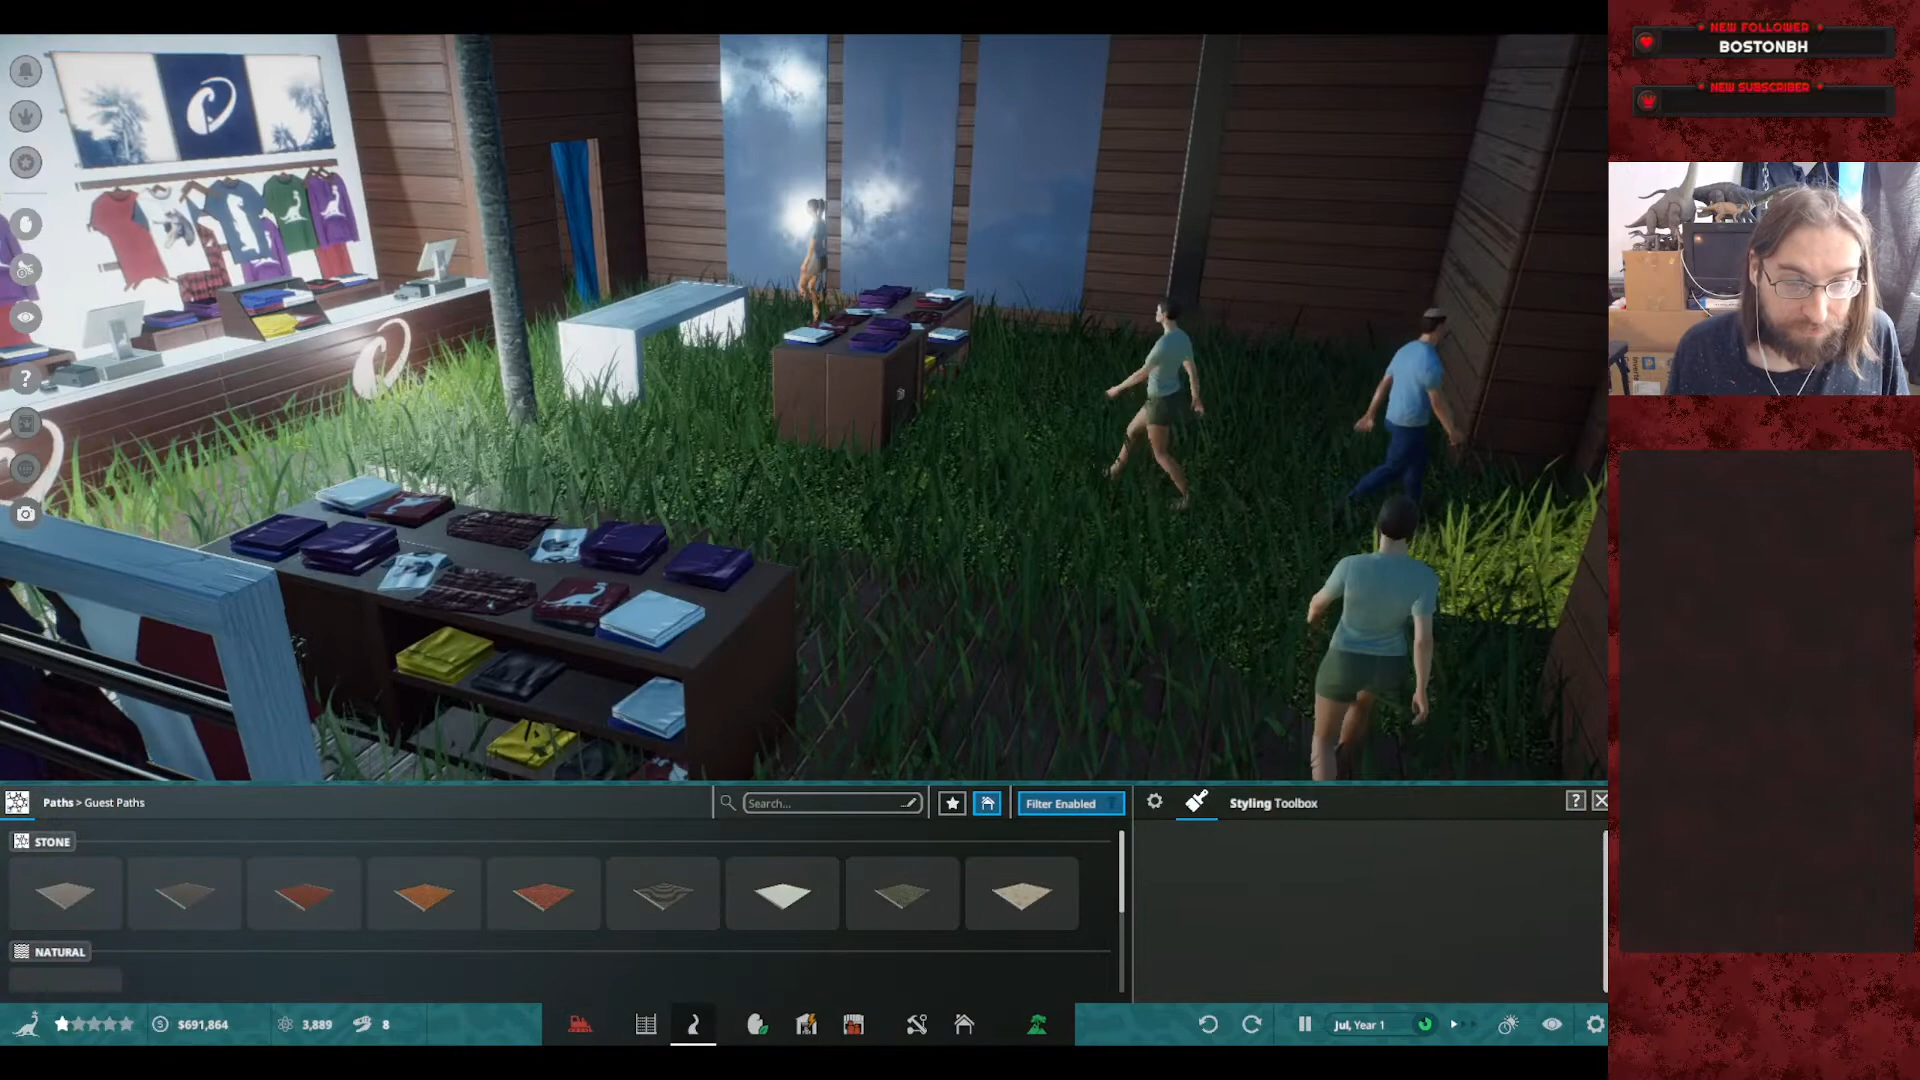 NEW FOLLOWER
BOSTONBH
NEW SUBSCRIBER
Paths > Guest Paths
Search...
Filter Enabled
Styling Toolbox
?
?
STONE
NATURAL
$691,864
3,889
8
Jul, Year 1